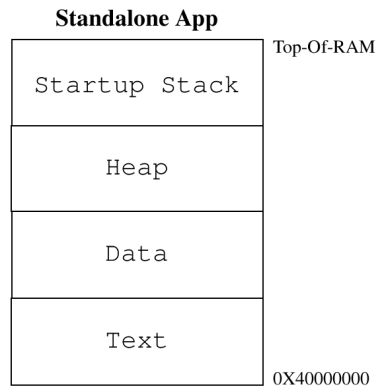 Standalone App
Top-Of-RAM
Startup Stack
Heap
Data
Text
0X40000000